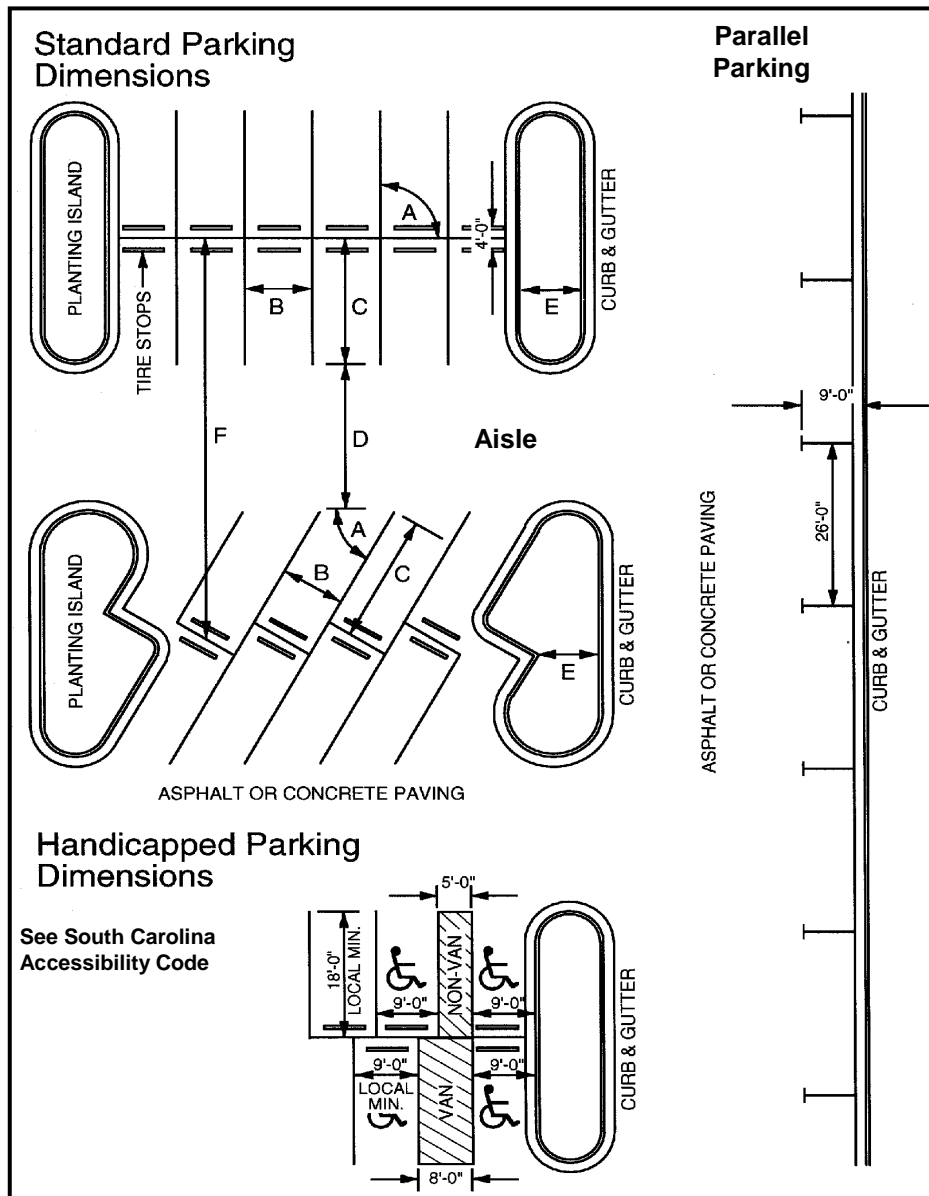 Standard Parking
Dimensions
PLANTING ISLAND
TIRE STOPS
A
B
C
4'-0"
E
CURB & GUTTER
F
D
Aisle
PLANTING ISLAND
A
B
C
E
CURB & GUTTER
ASPHALT OR CONCRETE PAVING
Parallel
Parking
9'-0"
26'-0"
ASPHALT OR CONCRETE PAVING
CURB & GUTTER
Handicapped Parking
Dimensions
See South Carolina
Accessibility Code
5'-0"
18'-0"
LOCAL MIN.
9'-0"
NON-VAN
9'-0"
9'-0"
LOCAL
MIN.
VAN
9'-0"
8'-0"
CURB & GUTTER